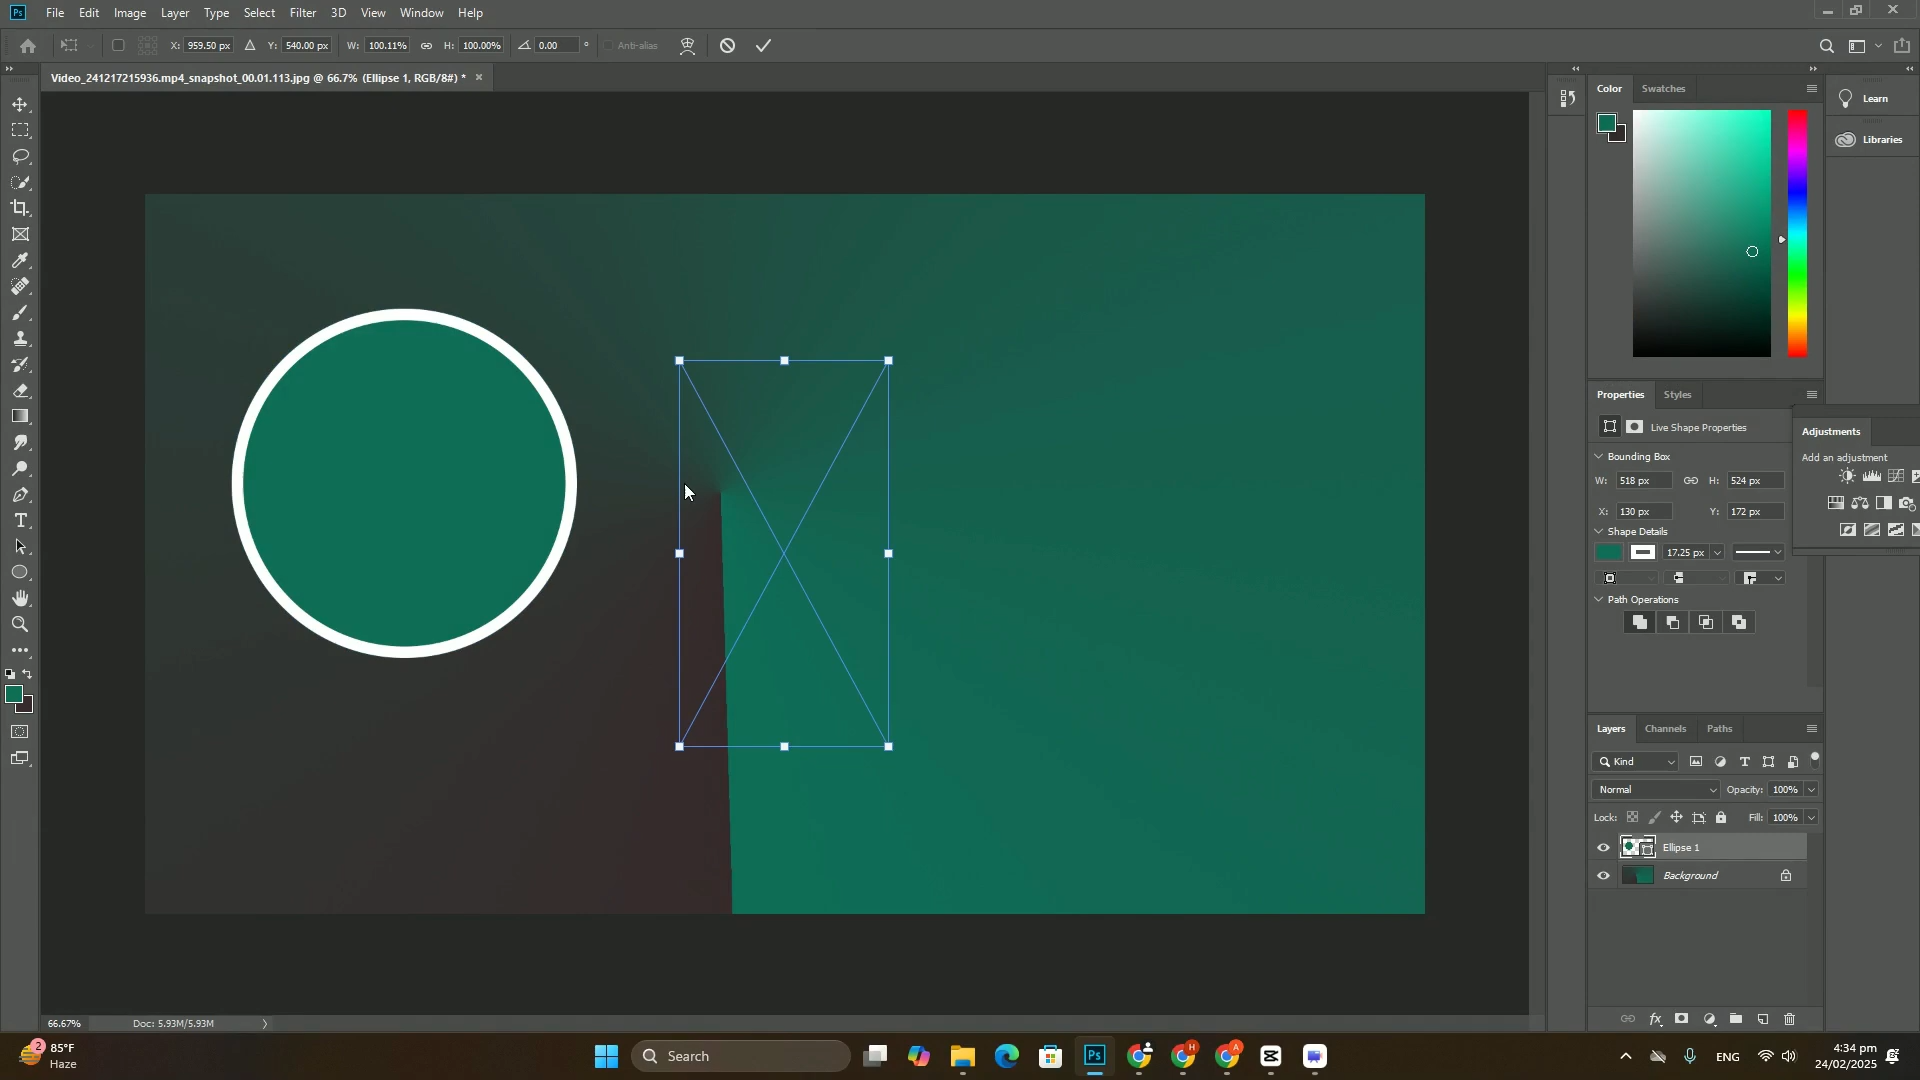 Ps File Edit Image Layer Type Select Filter 3D View Window Help
X: 959.50 px Y: 540.00 px W: 100.11% H: 100.00% 0.00 ° Anti-alias
Video_241217215936.mp4_snapshot_00.01.113.jpg @ 66.7% (Ellipse 1, RGB/8#) * ×
Color Swatches
Learn
Libraries
Properties Styles
Live Shape Properties
Bounding Box
W: 518 px H: 524 px
X: 130 px Y: 172 px
Shape Details
17.25 px
Path Operations
Adjustments
Add an adjustment
Layers Channels Paths
Kind
Normal Opacity: 100%
Lock: Fill: 100%
Ellipse 1
Background
66.67% Doc: 5.93M/5.93M
2 85°F
Haze
Search
Ps
H
A
ENG
4:34 pm
24/02/2025